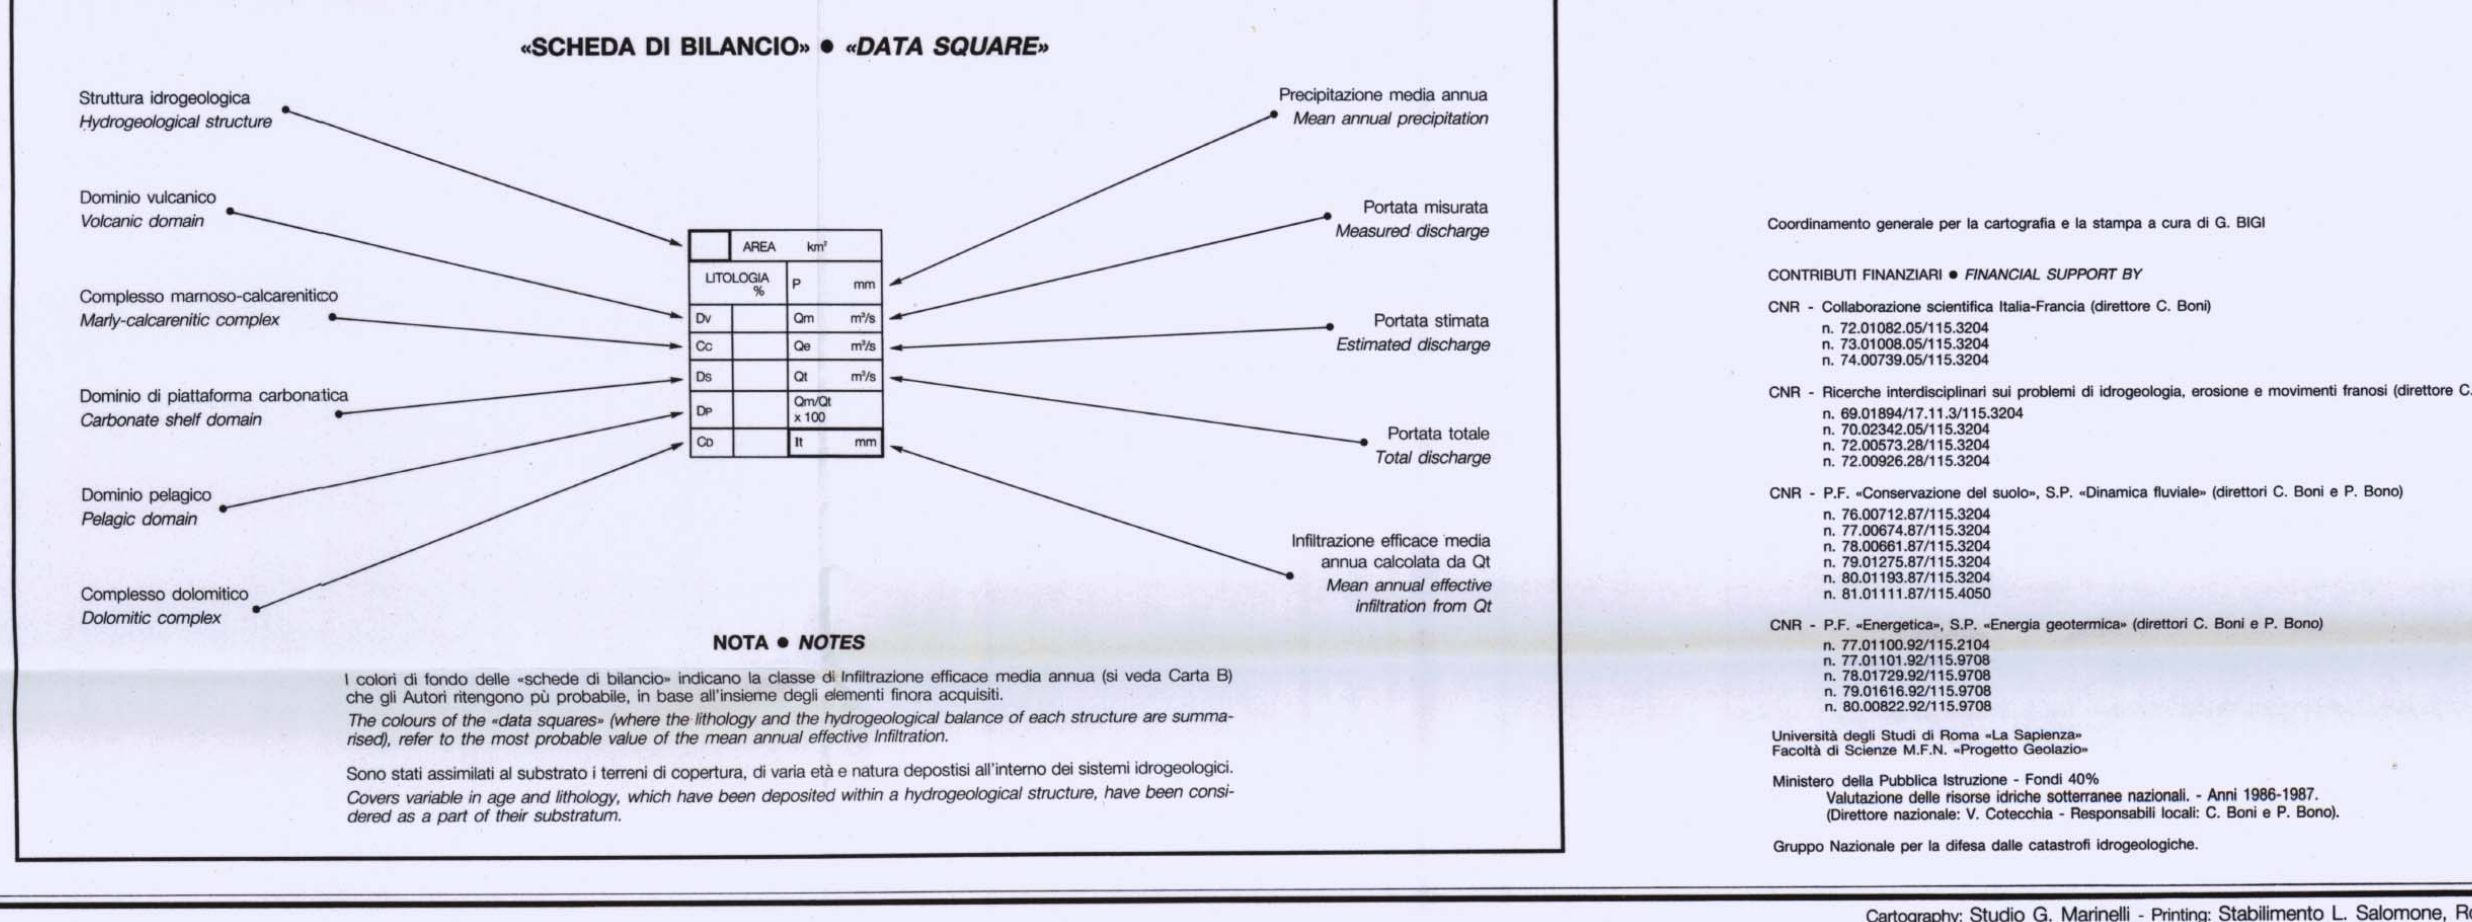 «SCHEDA DI BILANCIO» ● «DATA SQUARE»
Struttura idrogeologica
Hydrogeological structure
Dominio vulcanico
Volcanic domain
Complesso marnoso-calcarenitico
Marly-calcarenitic complex
Dominio di piattaforma carbonatica
Carbonate shelf domain
Dominio pelagico
Pelagic domain
Complesso dolomitico
Dolomitic complex
AREA km²
LITOLOGIA %
P mm
Dv Qm m³/s
Cc Qe m³/s
Ds Qt m³/s
Dp Qm/Qt x 100
Cd It mm
Precipitazione media annua
Mean annual precipitation
Portata misurata
Measured discharge
Portata stimata
Estimated discharge
Portata totale
Total discharge
Infiltrazione efficace media
annua calcolata da Qt
Mean annual effective
infiltration from Qt
NOTA ● NOTES
I colori di fondo delle «schede di bilancio» indicano la classe di Infiltrazione efficace media annua (si veda Carta B)
che gli Autori ritengono pù probabile, in base all'insieme degli elementi finora acquisiti.
The colours of the «data squares» (where the lithology and the hydrogeological balance of each structure are summa-
rised), refer to the most probable value of the mean annual effective Infiltration.
Sono stati assimilati al substrato i terreni di copertura, di varia età e natura depostisi all'interno dei sistemi idrogeologici.
Covers variable in age and lithology, which have been deposited within a hydrogeological structure, have been consi-
dered as a part of their substratum.
Coordinamento generale per la cartografia e la stampa a cura di G. BIGI
CONTRIBUTI FINANZIARI ● FINANCIAL SUPPORT BY
CNR - Collaborazione scientifica Italia-Francia (direttore C. Boni)
n. 72.01082.05/115.3204
n. 73.01008.05/115.3204
n. 74.00739.05/115.3204
CNR - Ricerche interdisciplinari sui problemi di idrogeologia, erosione e movimenti franosi (direttore C.
n. 69.01894/17.11.3/115.3204
n. 70.02342.05/115.3204
n. 72.00573.28/115.3204
n. 72.00926.28/115.3204
CNR - P.F. «Conservazione del suolo», S.P. «Dinamica fluviale» (direttori C. Boni e P. Bono)
n. 76.00712.87/115.3204
n. 77.00674.87/115.3204
n. 78.00661.87/115.3204
n. 79.01275.87/115.3204
n. 80.01193.87/115.3204
n. 81.01111.87/115.4050
CNR - P.F. «Energetica», S.P. «Energia geotermica» (direttori C. Boni e P. Bono)
n. 77.01100.92/115.2104
n. 77.01101.92/115.9708
n. 78.01729.92/115.9708
n. 79.01616.92/115.9708
n. 80.00822.92/115.9708
Università degli Studi di Roma «La Sapienza»
Facoltà di Scienze M.F.N. «Progetto Geolazio»
Ministero della Pubblica Istruzione - Fondi 40%
Valutazione delle risorse idriche sotterranee nazionali. - Anni 1986-1987.
(Direttore nazionale: V. Cotecchia - Responsabili locali: C. Boni e P. Bono).
Gruppo Nazionale per la difesa dalle catastrofi idrogeologiche.
Cartography: Studio G. Marinelli - Printing: Stabilimento L. Salomone,